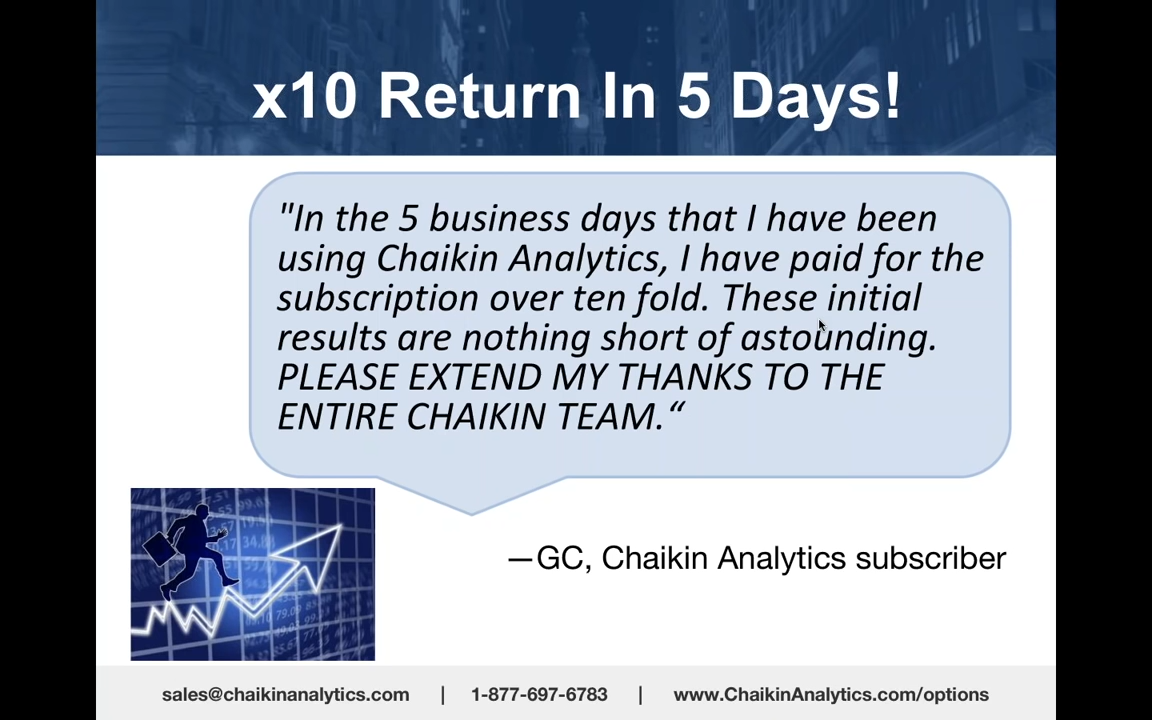 x10 Return In 5 Days!
"In the 5 business days that I have been
using Chaikin Analytics, I have paid for the
subscription over ten fold. These initial
results are nothing short of astounding.
PLEASE EXTEND MY THANKS TO THE
ENTIRE CHAIKIN TEAM.“
—GC, Chaikin Analytics subscriber
sales@chaikinanalytics.com | 1-877-697-6783 | www.ChaikinAnalytics.com/options